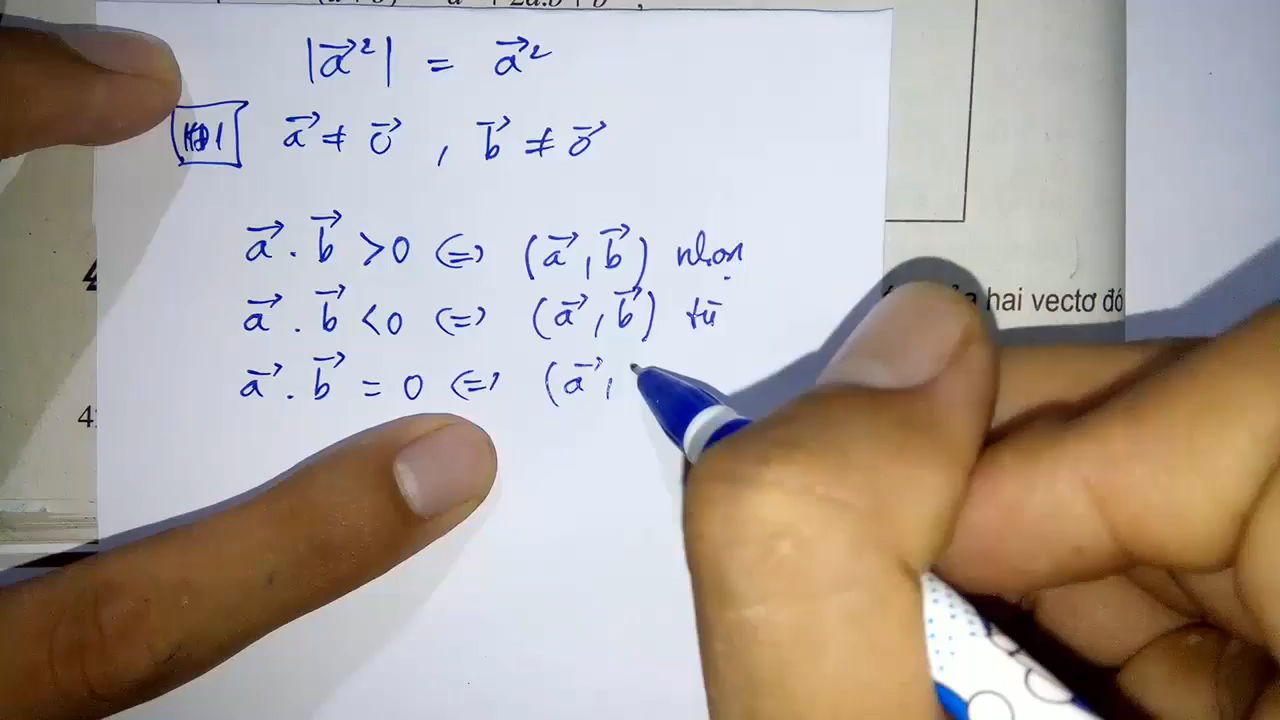 |a⃗²| = a⃗²
HĐ1 a⃗ ≠ 0⃗ , b⃗ ≠ 0⃗
a⃗ . b⃗ > 0 <=> (a⃗, b⃗) nhọn
hai vectơ đó
a⃗ . b⃗ < 0 <=> (a⃗, b⃗) tù
a⃗ . b⃗ = 0 <=> (a⃗,